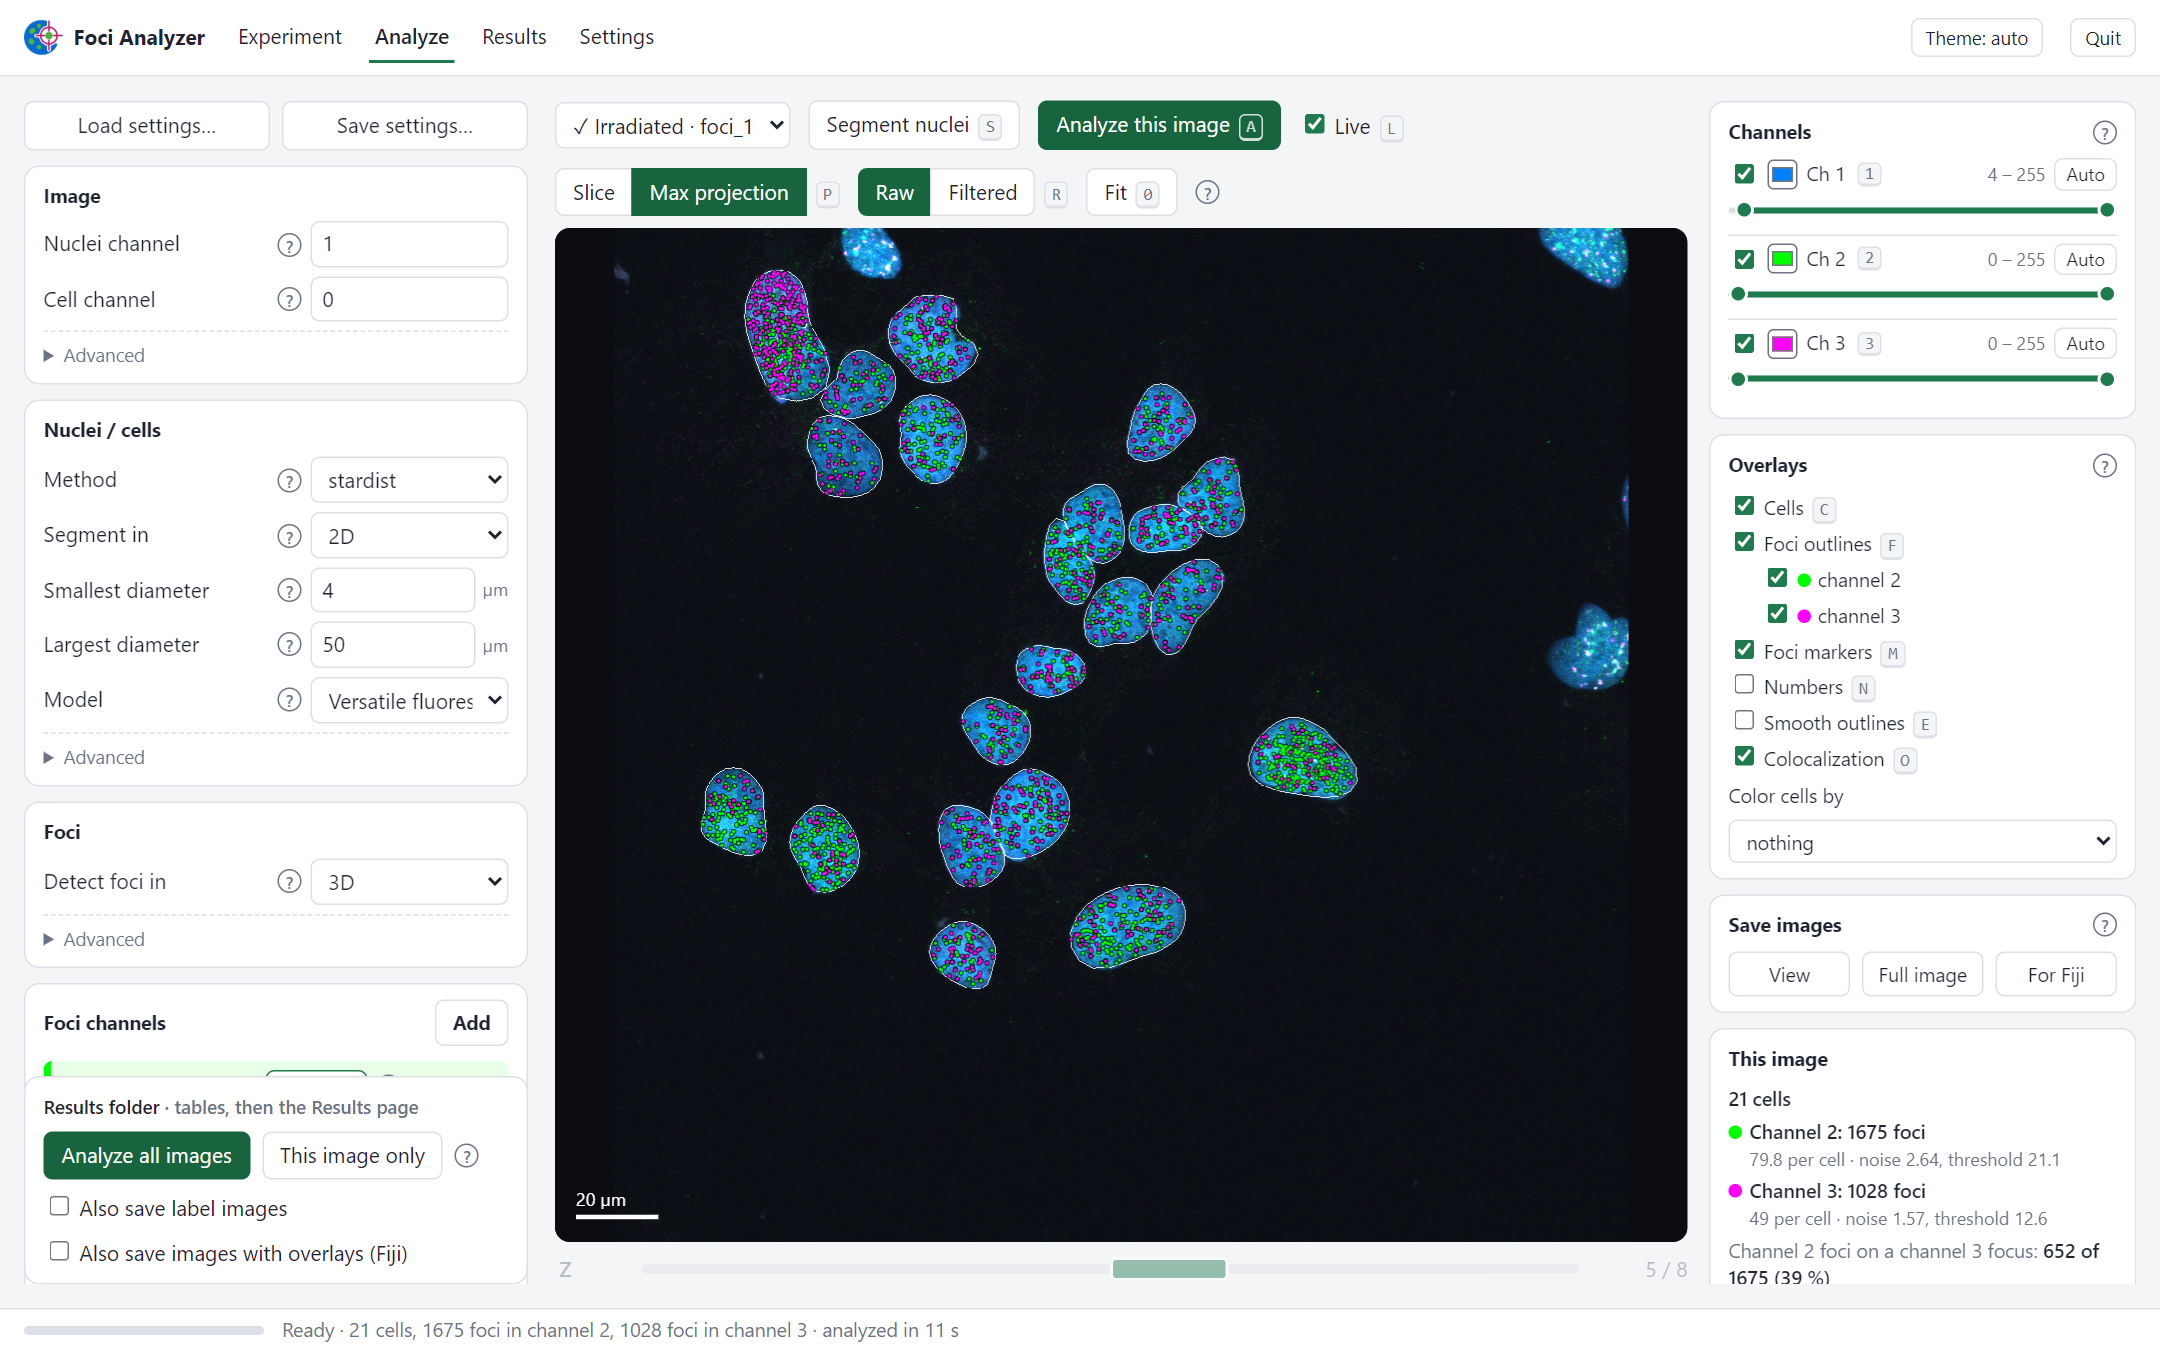 Foci Analyzer
Experiment
Analyze
Results
Settings
Theme: auto
Quit
Load settings...
Save settings...
✓ Irradiated · foci_1
Segment nuclei S
Analyze this image A
Live L
Slice
Max projection P
Raw
Filtered R
Fit 0
?
Image
Nuclei channel ? 1
Cell channel ? 0
Advanced
Nuclei / cells
Method ? stardist
Segment in ? 2D
Smallest diameter ? 4 µm
Largest diameter ? 50 µm
Model ? Versatile fluores
Advanced
Foci
Detect foci in ? 3D
Advanced
Foci channels
Add
Results folder · tables, then the Results page
Analyze all images
This image only
?
Also save label images
Also save images with overlays (Fiji)
20 µm
Z
5 / 8
Channels ?
Ch 1 1 4 – 255 Auto
Ch 2 2 0 – 255 Auto
Ch 3 3 0 – 255 Auto
Overlays ?
Cells C
Foci outlines F
channel 2
channel 3
Foci markers M
Numbers N
Smooth outlines E
Colocalization O
Color cells by
nothing
Save images ?
View
Full image
For Fiji
This image
21 cells
Channel 2: 1675 foci
79.8 per cell · noise 2.64, threshold 21.1
Channel 3: 1028 foci
49 per cell · noise 1.57, threshold 12.6
Channel 2 foci on a channel 3 focus: 652 of
1675 (39 %)
Ready · 21 cells, 1675 foci in channel 2, 1028 foci in channel 3 · analyzed in 11 s